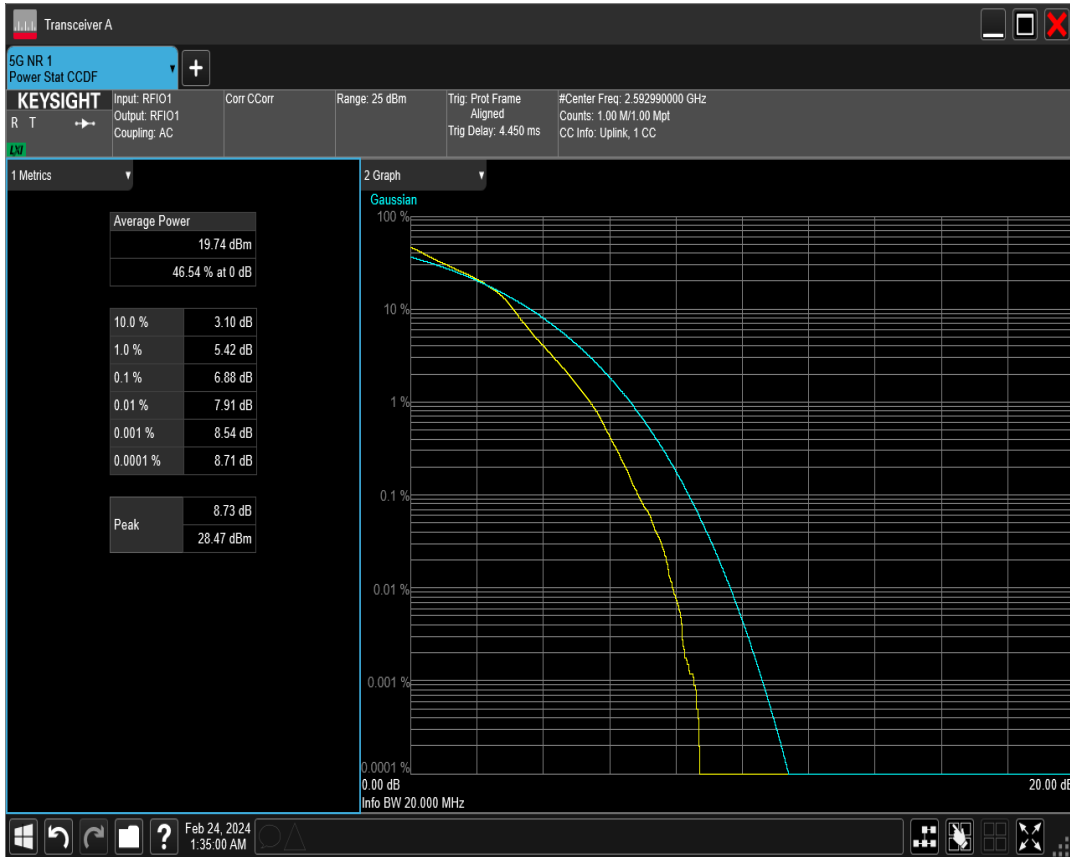 Transceiver A
5G NR 1
Power Stat CCDF
KEYSIGHT
R T
LXI
Input: RFIO1
Output: RFIO1
Coupling: AC
Corr CCorr
Range: 25 dBm
Trig: Prot Frame
Aligned
Trig Delay: 4.450 ms
#Center Freq: 2.592990000 GHz
Counts: 1.00 M/1.00 Mpt
CC Info: Uplink, 1 CC
1 Metrics
Average Power
19.74 dBm
46.54 % at 0 dB
10.0 % 3.10 dB
1.0 % 5.42 dB
0.1 % 6.88 dB
0.01 % 7.91 dB
0.001 % 8.54 dB
0.0001 % 8.71 dB
Peak 8.73 dB
28.47 dBm
2 Graph
Gaussian
100 %
10 %
1 %
0.1 %
0.01 %
0.001 %
0.0001 %
0.00 dB 20.00 dB
Info BW 20.000 MHz
?
Feb 24, 2024
1:35:00 AM